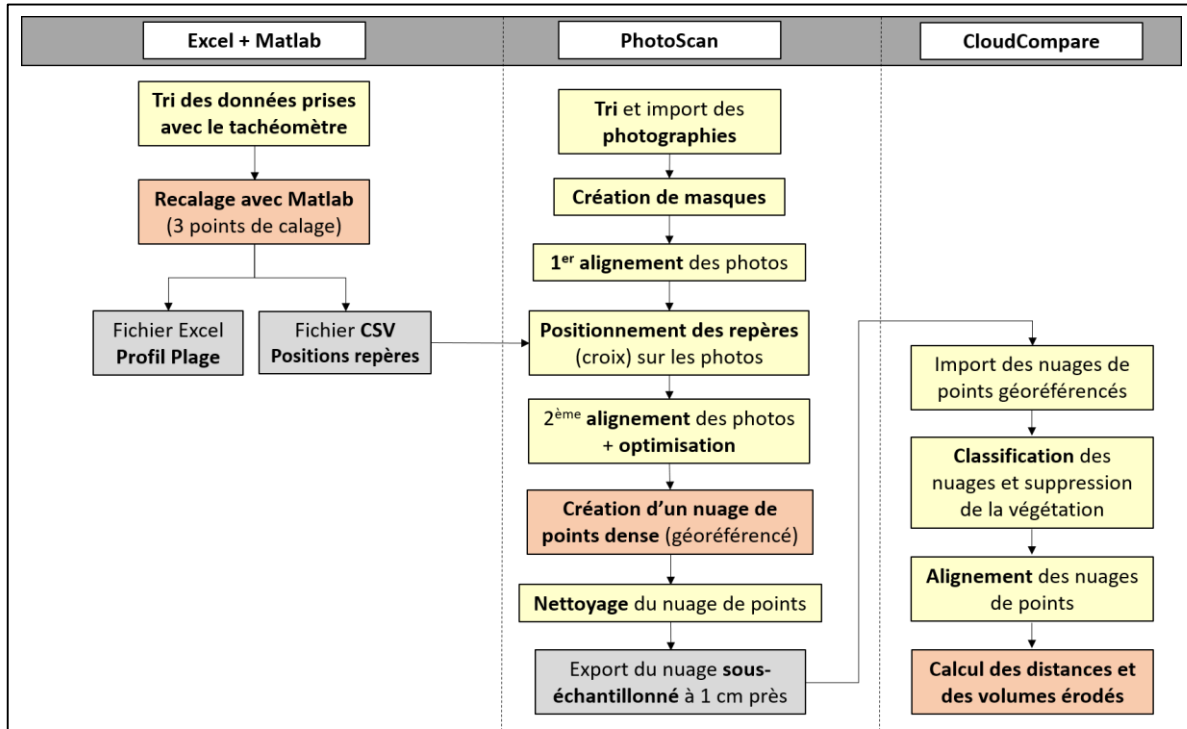 Excel + Matlab
PhotoScan
CloudCompare
Tri des données prises
avec le tachéomètre
Recalage avec Matlab
(3 points de calage)
Fichier Excel
Profil Plage
Fichier CSV
Positions repères
Tri et import des
photographies
Création de masques
1er alignement des photos
Positionnement des repères
(croix) sur les photos
2ème alignement des photos
+ optimisation
Création d’un nuage de
points dense (géoréférencé)
Nettoyage du nuage de points
Export du nuage sous-
échantillonné à 1 cm près
Import des nuages de
points géoréférencés
Classification des
nuages et suppression
de la végétation
Alignement des nuages
de points
Calcul des distances et
des volumes érodés